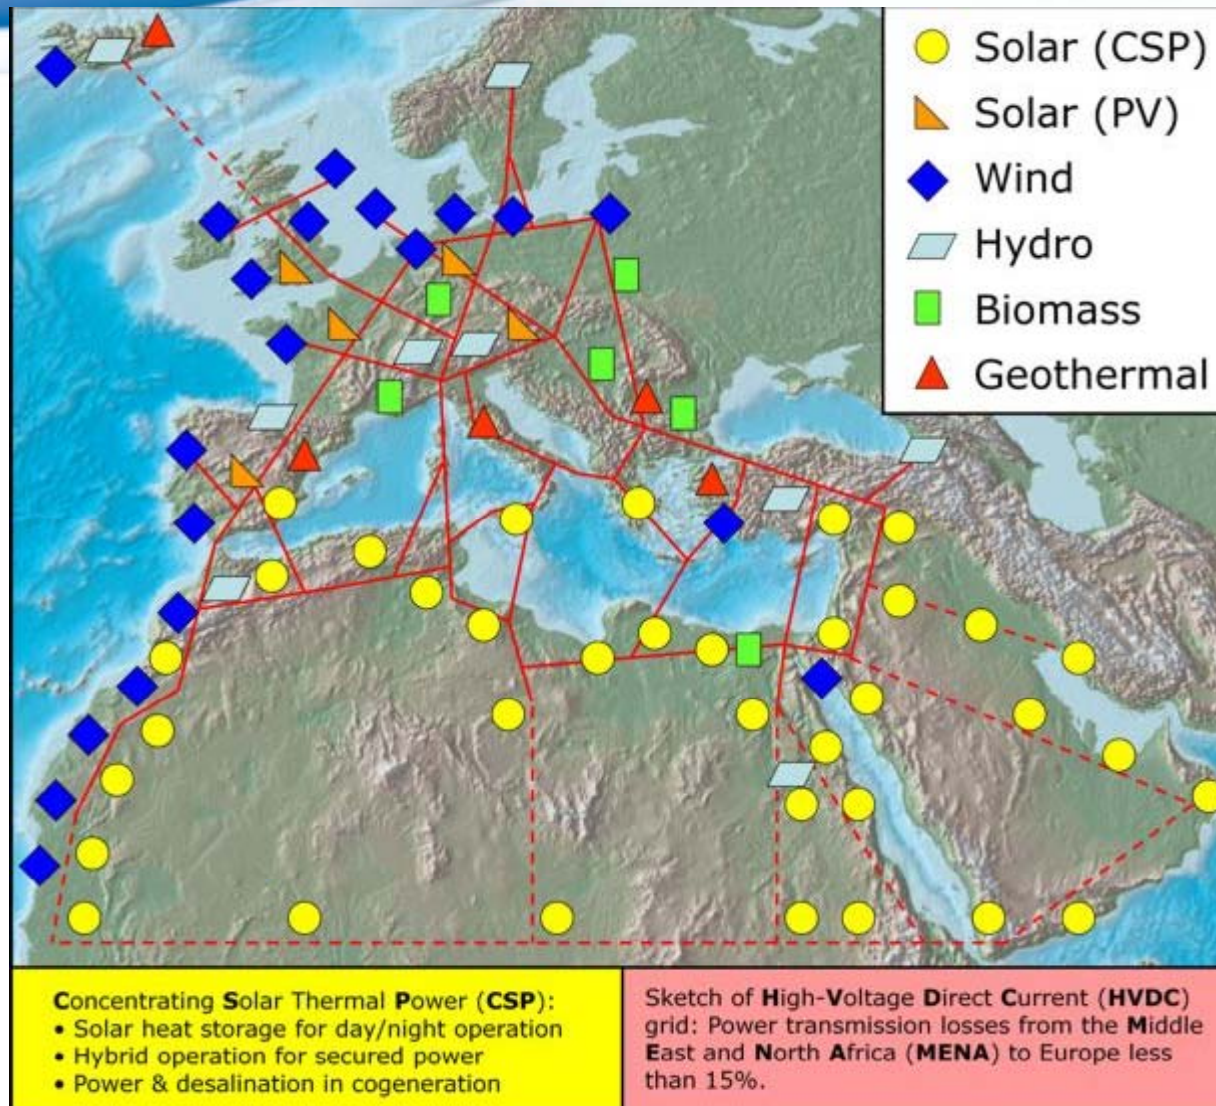 Solar (CSP)
Solar (PV)
Wind
Hydro
Biomass
Geothermal
Concentrating Solar Thermal Power (CSP):
• Solar heat storage for day/night operation
• Hybrid operation for secured power
• Power & desalination in cogeneration
Sketch of High-Voltage Direct Current (HVDC)
grid: Power transmission losses from the Middle
East and North Africa (MENA) to Europe less
than 15%.